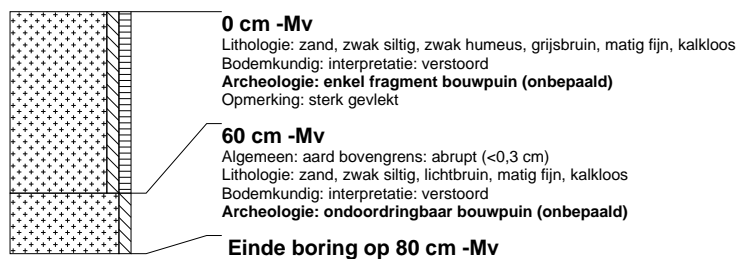 0 cm -Mv
Lithologie: zand, zwak siltig, zwak humeus, grijsbruin, matig fijn, kalkloos
Bodemkundig: interpretatie: verstoord
Archeologie: enkel fragment bouwpuin (onbepaald)
Opmerking: sterk gevlekt
60 cm -Mv
Algemeen: aard bovengrens: abrupt (<0,3 cm)
Lithologie: zand, zwak siltig, lichtbruin, matig fijn, kalkloos
Bodemkundig: interpretatie: verstoord
Archeologie: ondoordringbaar bouwpuin (onbepaald)
Einde boring op 80 cm -Mv